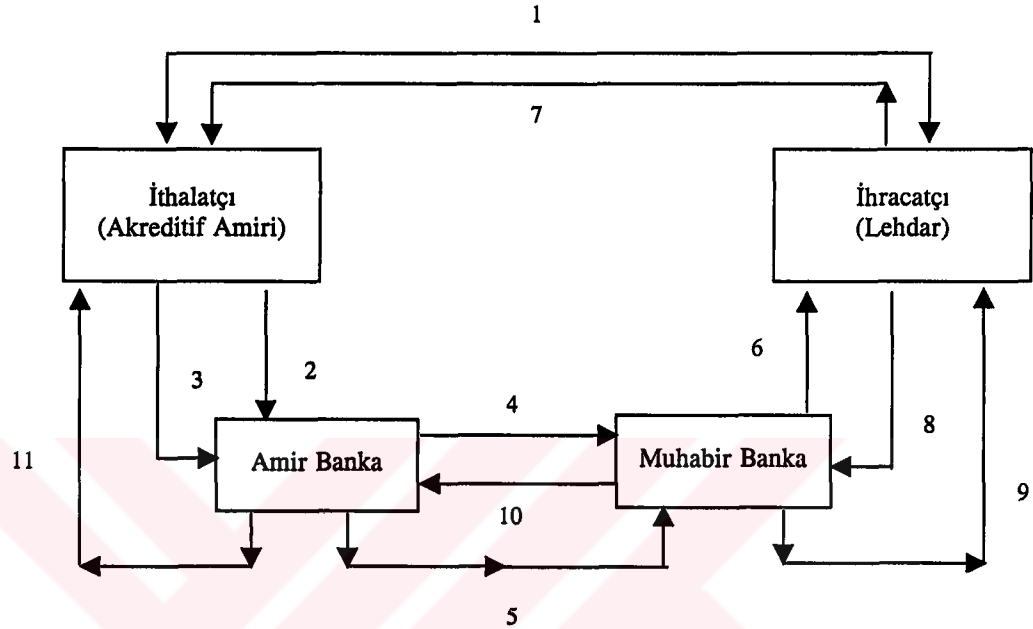 1
7
İthalatçı
(Akreditif Amiri)
İhracatçı
(Lehdar)
3
2
6
4
8
11
Amir Banka
Muhabir Banka
10
9
5